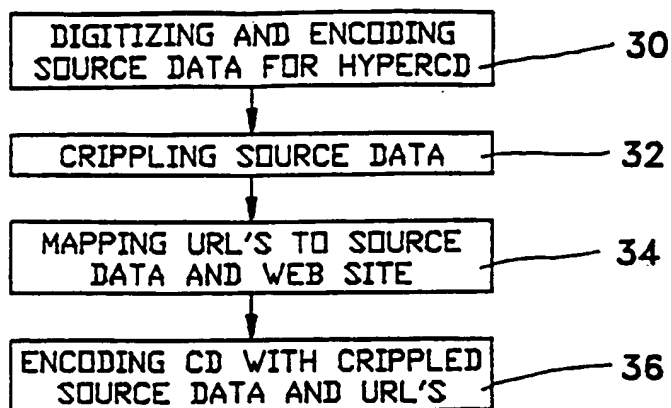 DIGITIZING AND ENCODING
SOURCE DATA FOR HYPERCD
30
CRIPPLING SOURCE DATA
32
MAPPING URL'S TO SOURCE
DATA AND WEB SITE
34
ENCODING CD WITH CRIPPLED
SOURCE DATA AND URL'S
36